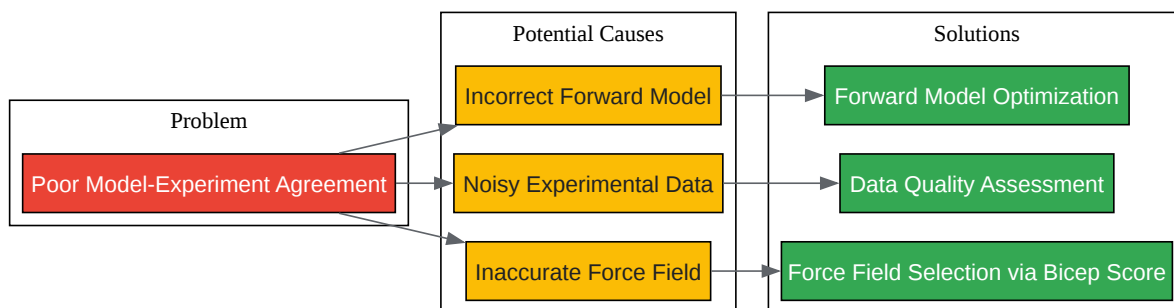 Problem
Poor Model-Experiment Agreement
Potential Causes
Incorrect Forward Model
Noisy Experimental Data
Inaccurate Force Field
Solutions
Forward Model Optimization
Data Quality Assessment
Force Field Selection via Bicep Score